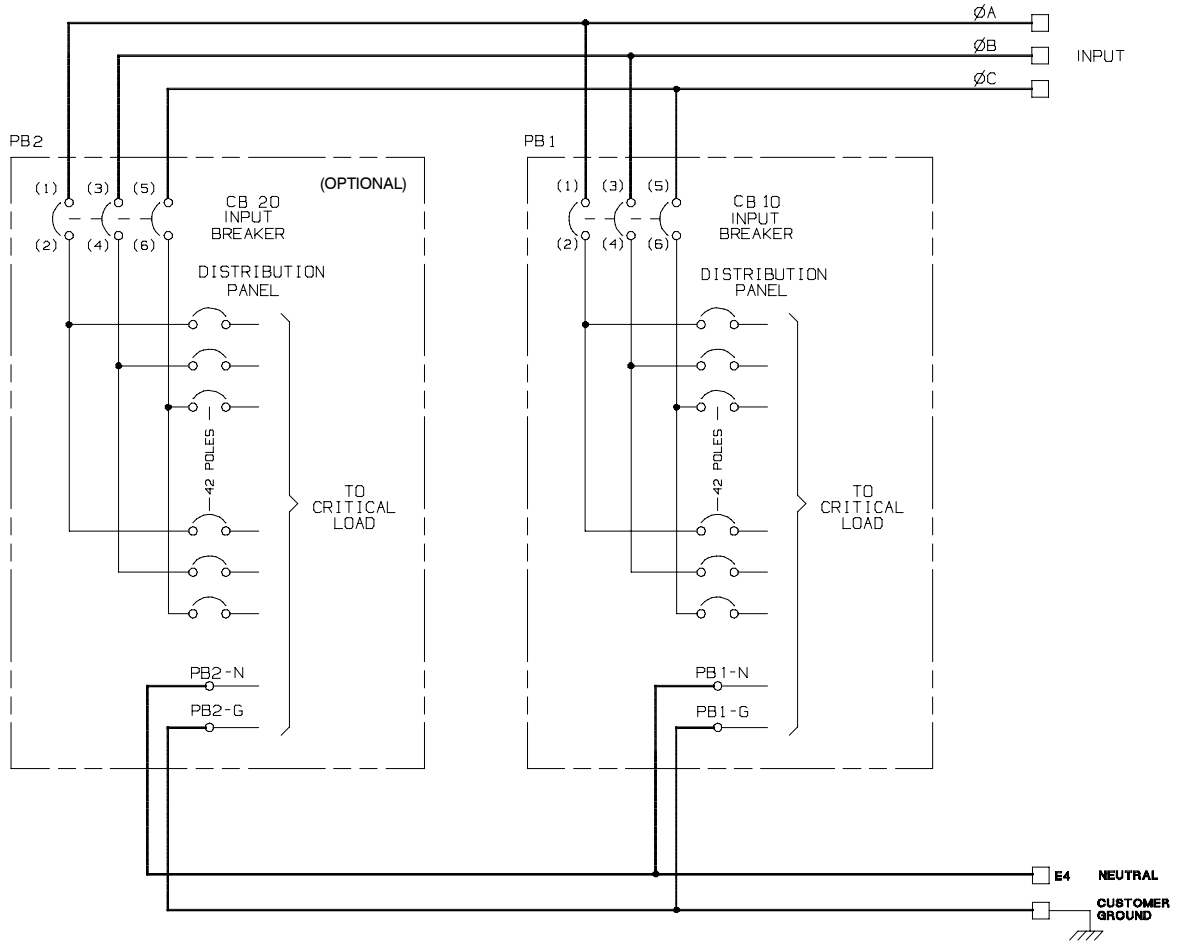 ØA
ØB
INPUT
ØC
PB2
(OPTIONAL)
(1) (3) (5)
CB 20
INPUT
BREAKER
(2) (4) (6)
DISTRIBUTION
PANEL
42 POLES
TO
CRITICAL
LOAD
PB2-N
PB2-G
PB1
(1) (3) (5)
CB 10
INPUT
BREAKER
(2) (4) (6)
DISTRIBUTION
PANEL
42 POLES
TO
CRITICAL
LOAD
PB1-N
PB1-G
E4 NEUTRAL
CUSTOMER
GROUND